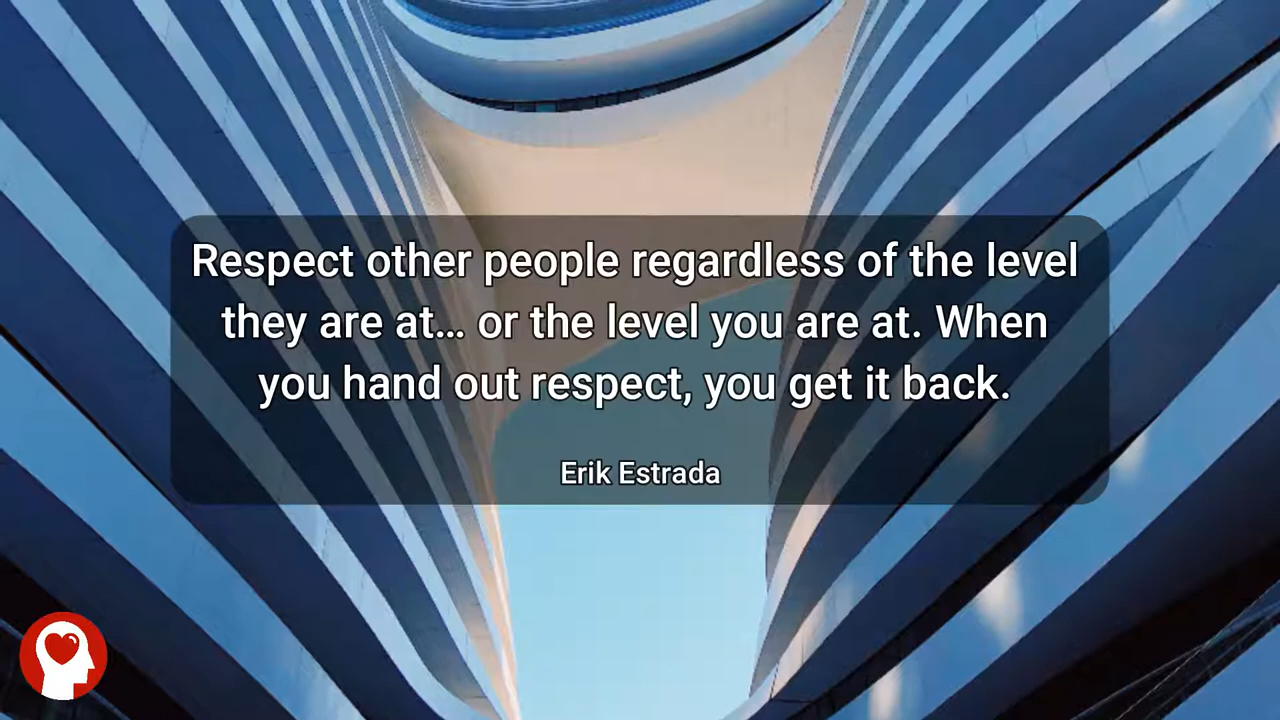 Respect other people regardless of the level
they are at... or the level you are at. When
you hand out respect, you get it back.
Erik Estrada